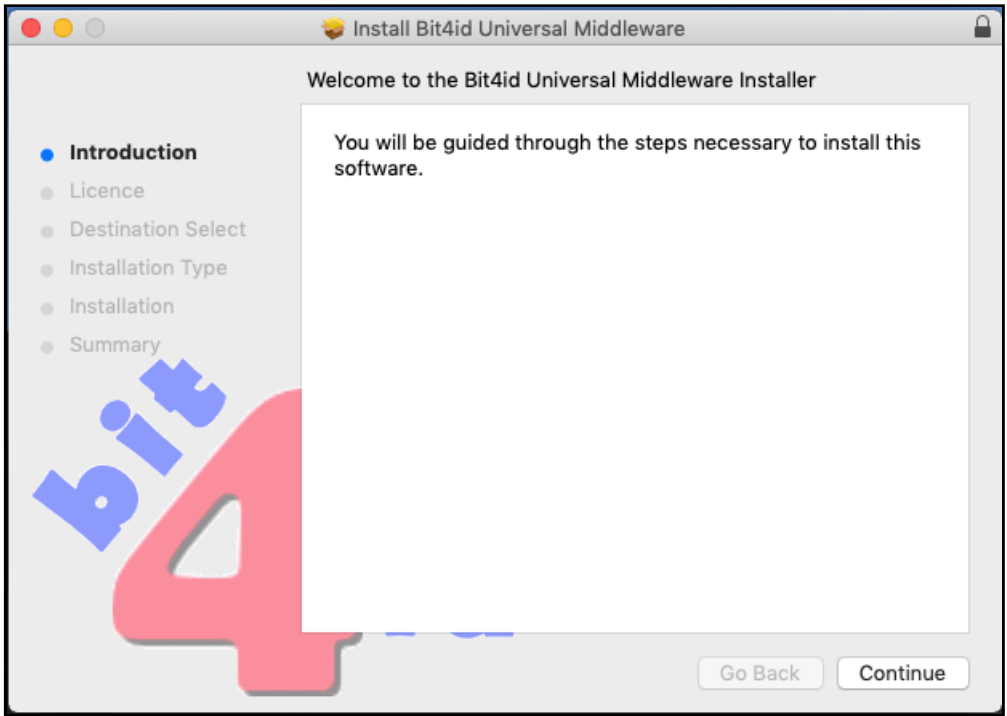 Install Bit4id Universal Middleware
Welcome to the Bit4id Universal Middleware Installer
Introduction
Licence
Destination Select
Installation Type
Installation
Summary
You will be guided through the steps necessary to install this
software.
bit
4
Go Back
Continue